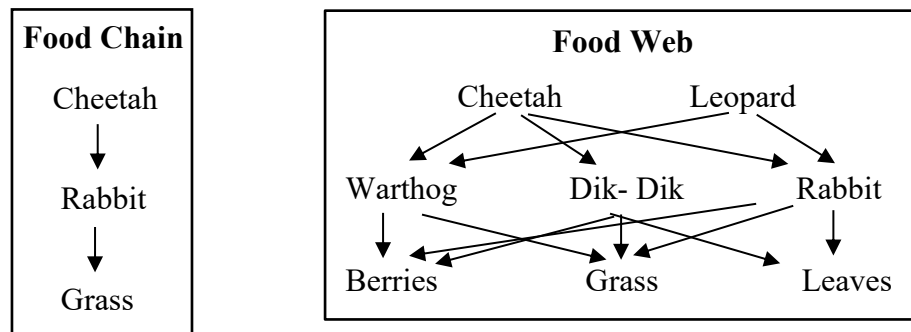 Food Chain
Cheetah
Rabbit
Grass
Food Web
Cheetah Leopard
Warthog Dik- Dik Rabbit
Berries Grass Leaves